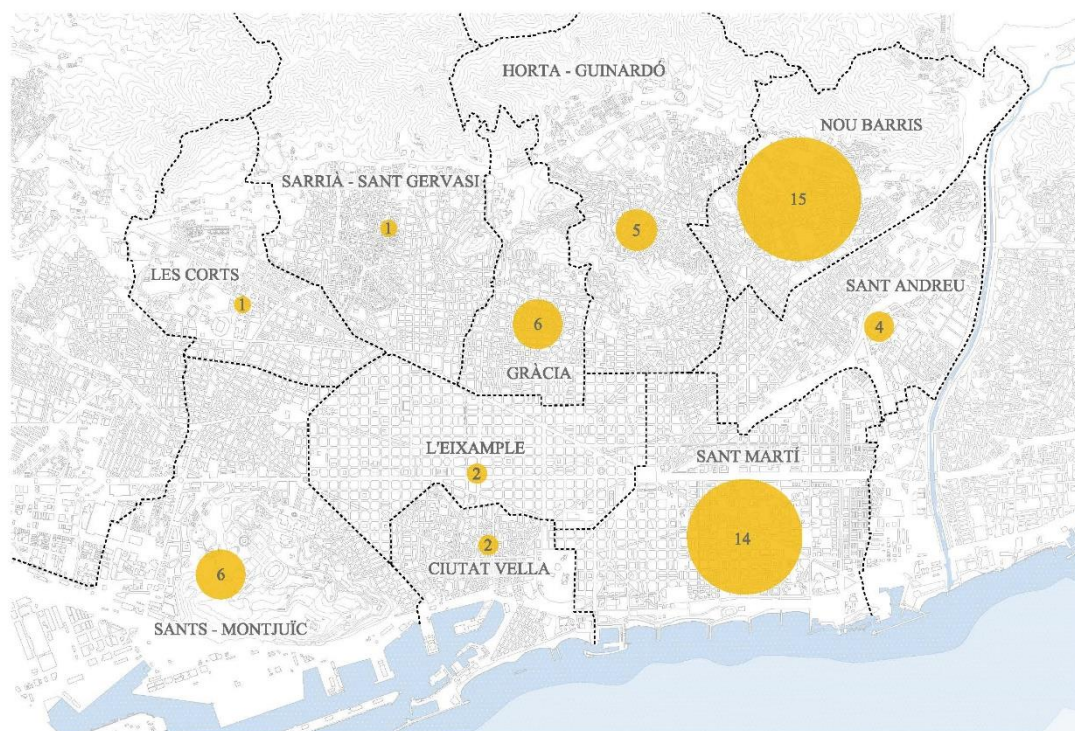 HORTA - GUINARDÓ
NOU BARRIS
15
SARRIÀ - SANT GERVASI
1
5
LES CORTS
1
SANT ANDREU
4
6
GRÀCIA
L'EIXAMPLE
2
SANT MARTÍ
14
2
CIUTAT VELLA
6
SANTS - MONTJUÏC